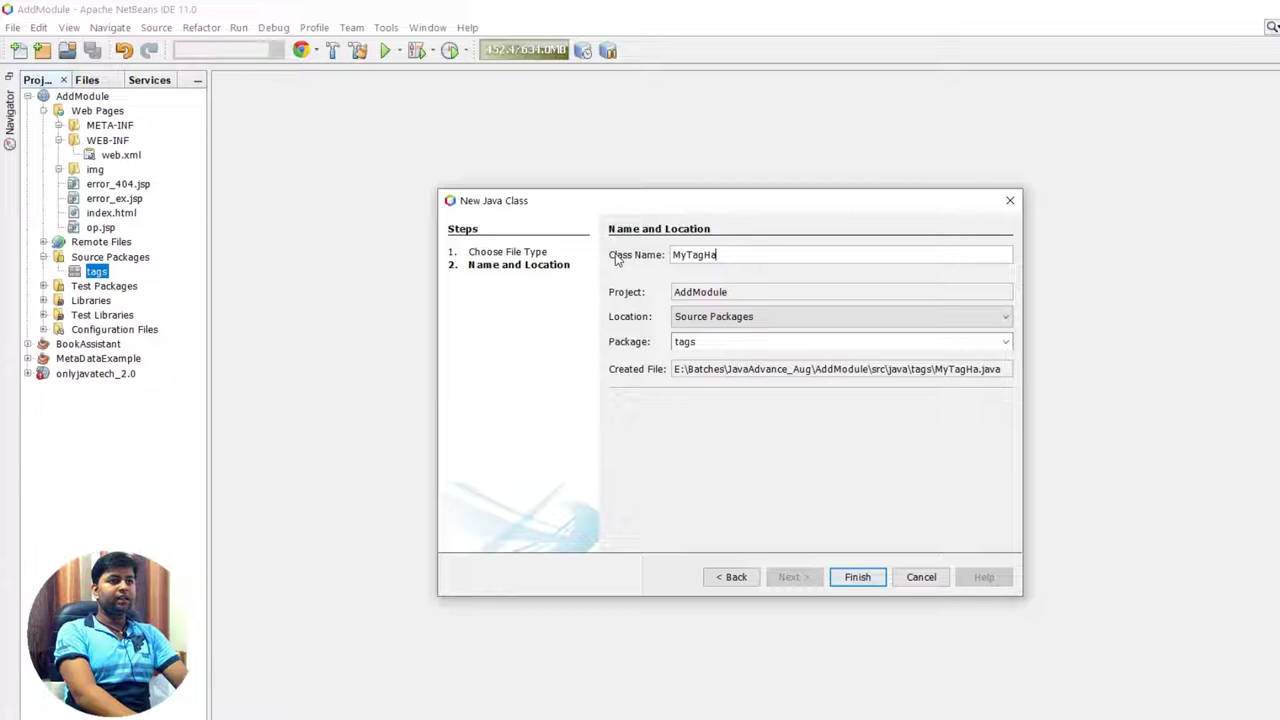 AddModule - Apache NetBeans IDE 11.0
File Edit View Navigate Source Refactor Run Debug Profile Team Tools Window Help
452.4/634.0MB
Proj... × Files Services
Navigator
AddModule
Web Pages
META-INF
WEB-INF
web.xml
img
error_404.jsp
error_ex.jsp
index.html
op.jsp
Remote Files
Source Packages
tags
Test Packages
Libraries
Test Libraries
Configuration Files
BookAssistant
MetaDataExample
onlyjavatech_2.0
New Java Class
Steps
1. Choose File Type
2. Name and Location
Name and Location
Class Name: MyTagHa
Project: AddModule
Location: Source Packages
Package: tags
Created File: E:\Batches\JavaAdvance_Aug\AddModule\src\java\tags\MyTagHa.java
< Back Next > Finish Cancel Help